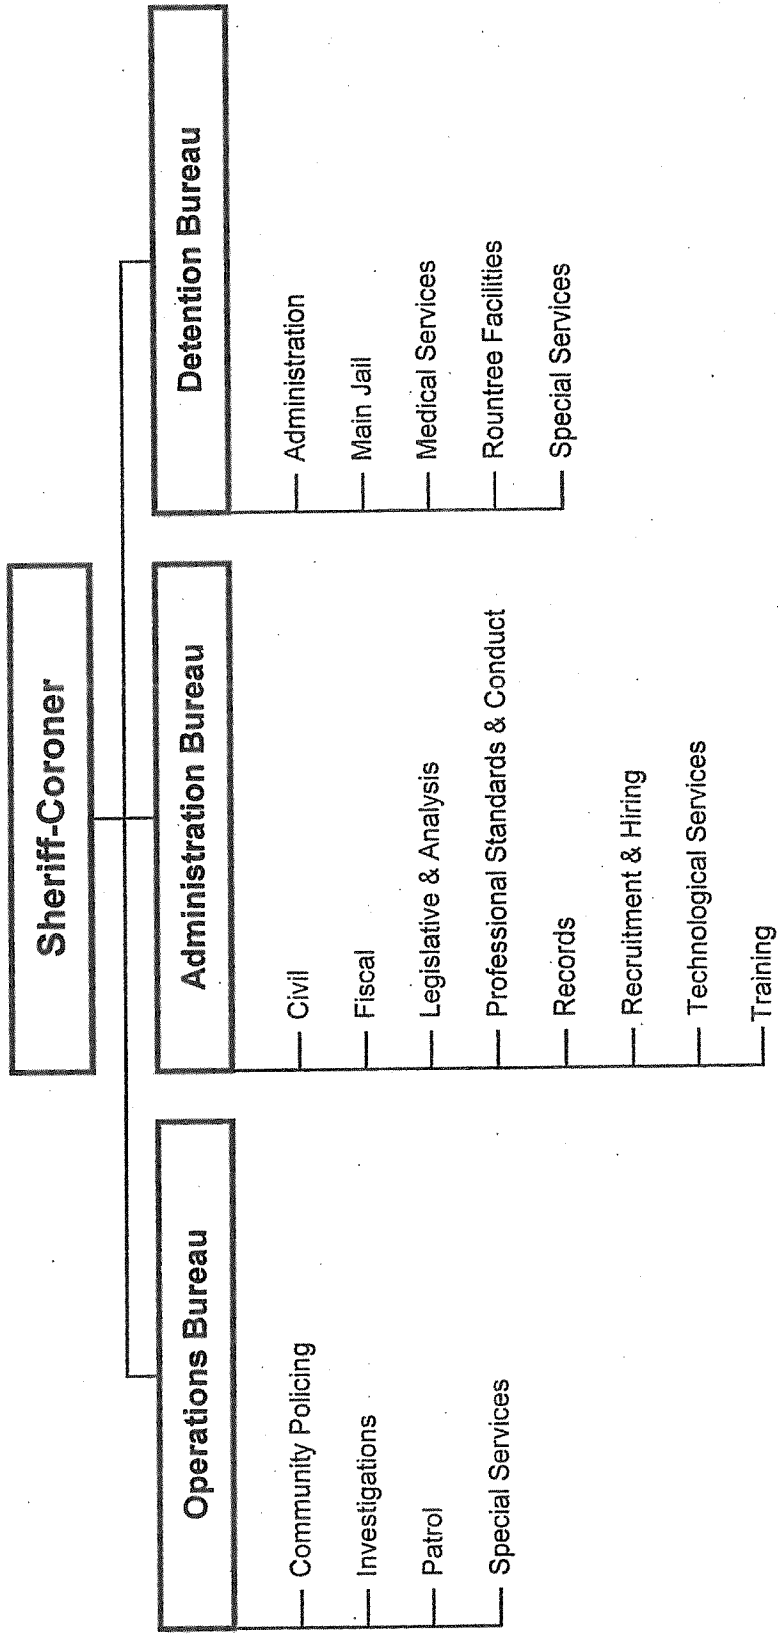 Sheriff-Coroner
Operations Bureau
Community Policing
Investigations
Patrol
Special Services
Administration Bureau
Civil
Fiscal
Legislative & Analysis
Professional Standards & Conduct
Records
Recruitment & Hiring
Technological Services
Training
Detention Bureau
Administration
Main Jail
Medical Services
Rountree Facilities
Special Services